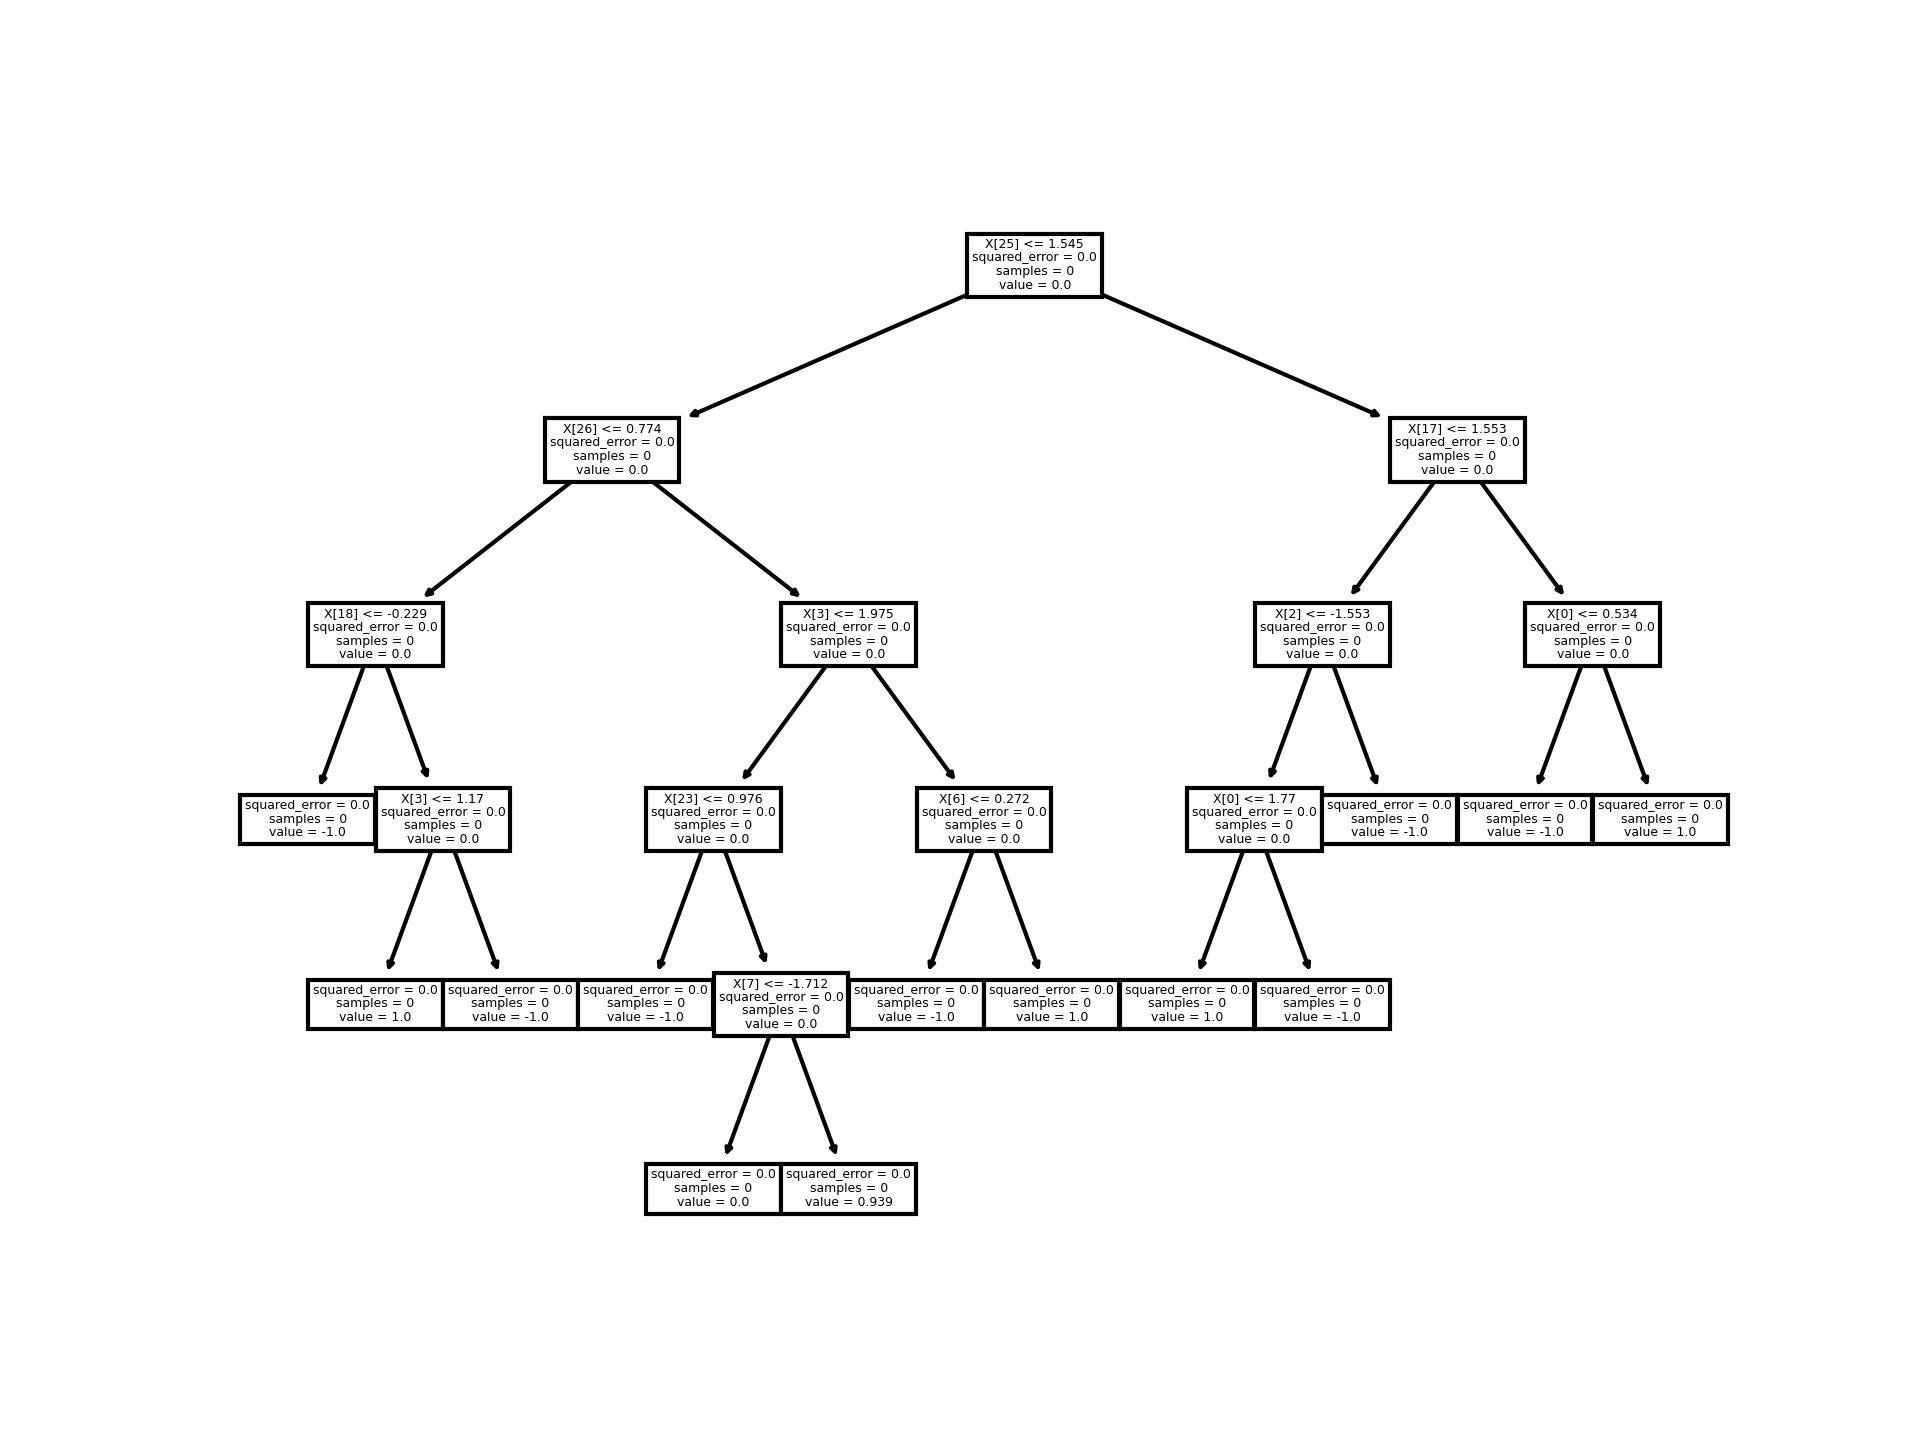 X[25] <= 1.545
squared_error = 0.0
samples = 0
value = 0.0
X[26] <= 0.774
squared_error = 0.0
samples = 0
value = 0.0
X[17] <= 1.553
squared_error = 0.0
samples = 0
value = 0.0
X[18] <= -0.229
squared_error = 0.0
samples = 0
value = 0.0
X[3] <= 1.975
squared_error = 0.0
samples = 0
value = 0.0
X[2] <= -1.553
squared_error = 0.0
samples = 0
value = 0.0
X[0] <= 0.534
squared_error = 0.0
samples = 0
value = 0.0
squared_error = 0.0
samples = 0
value = -1.0
X[3] <= 1.17
squared_error = 0.0
samples = 0
value = 0.0
X[23] <= 0.976
squared_error = 0.0
samples = 0
value = 0.0
X[6] <= 0.272
squared_error = 0.0
samples = 0
value = 0.0
X[0] <= 1.77
squared_error = 0.0
samples = 0
value = 0.0
squared_error = 0.0
samples = 0
value = -1.0
squared_error = 0.0
samples = 0
value = -1.0
squared_error = 0.0
samples = 0
value = 1.0
squared_error = 0.0
samples = 0
value = 1.0
squared_error = 0.0
samples = 0
value = -1.0
squared_error = 0.0
samples = 0
value = -1.0
X[7] <= -1.712
squared_error = 0.0
samples = 0
value = 0.0
squared_error = 0.0
samples = 0
value = -1.0
squared_error = 0.0
samples = 0
value = 1.0
squared_error = 0.0
samples = 0
value = 1.0
squared_error = 0.0
samples = 0
value = -1.0
squared_error = 0.0
samples = 0
value = 0.0
squared_error = 0.0
samples = 0
value = 0.939